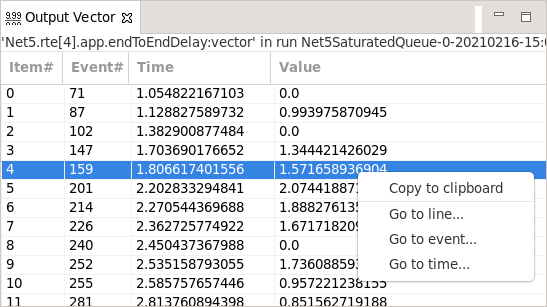 Output Vector
'Net5.rte[4].app.endToEndDelay:vector' in run Net5SaturatedQueue-0-20210216-15:
Item# Event# Time Value
0 71 1.054822167103 0.0
1 87 1.128827589732 0.993975870945
2 102 1.382900877484 0.0
3 147 1.703690176652 1.344421426029
4 159 1.806617401556 1.571658936904
5 201 2.202833294841 2.07441887
6 214 2.270544369688 1.88827613
7 226 2.362725774922 1.67171820
8 240 2.450437367988 0.0
9 252 2.535158793055 1.73608859
10 255 2.585757657446 0.957221238155
11 281 2.813760894398 0.851562719188
Copy to clipboard
Go to line...
Go to event...
Go to time...